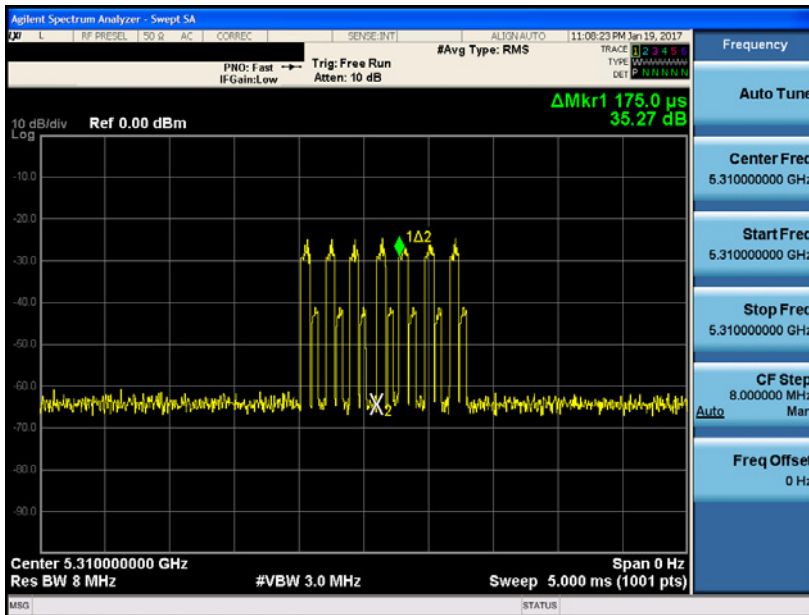 Agilent Spectrum Analyzer - Swept SA
LXI L RF PRESEL 50 Ω AC CORREC SENSE:INT ALIGN AUTO 11:08:23 PM Jan 19, 2017
#Avg Type: RMS
TRACE 1 2 3 4 5 6
TYPE W
DET P N N N N N
PNO: Fast
IFGain:Low
Trig: Free Run
Atten: 10 dB
ΔMkr1 175.0 µs
35.27 dB
10 dB/div Ref 0.00 dBm
Log
-10.0
-20.0
-30.0
-40.0
-50.0
-60.0
-70.0
-80.0
-90.0
1Δ2
X2
Center 5.310000000 GHz Span 0 Hz
Res BW 8 MHz #VBW 3.0 MHz Sweep 5.000 ms (1001 pts)
MSG STATUS
Frequency
Auto Tune
Center Freq
5.310000000 GHz
Start Freq
5.310000000 GHz
Stop Freq
5.310000000 GHz
CF Step
8.000000 MHz
Auto Man
Freq Offset
0 Hz